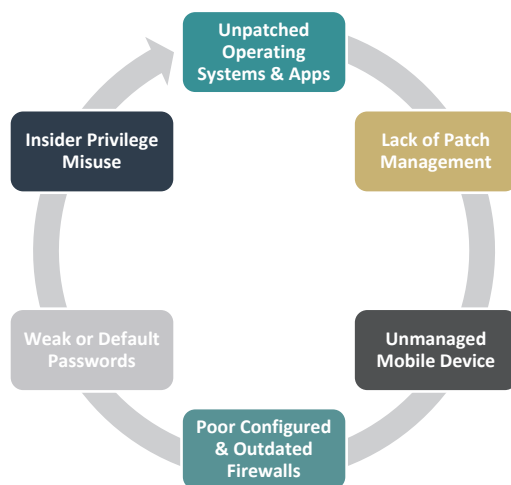 Unpatched
Operating
Systems & Apps
Lack of Patch
Management
Unmanaged
Mobile Device
Poor Configured
& Outdated
Firewalls
Weak or Default
Passwords
Insider Privilege
Misuse